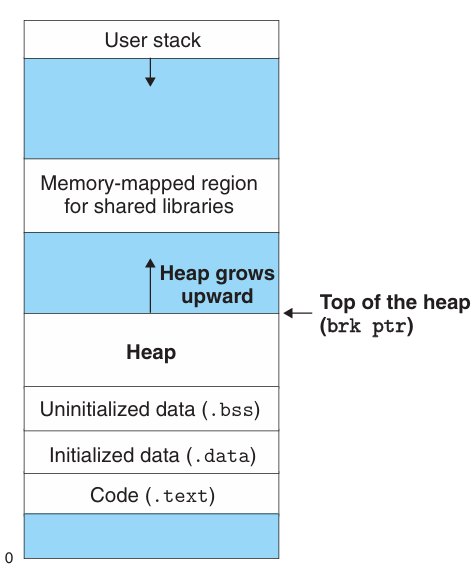 User stack
Memory-mapped region
for shared libraries
Heap grows
upward
Top of the heap
(brk ptr)
Heap
Uninitialized data (.bss)
Initialized data (.data)
Code (.text)
0